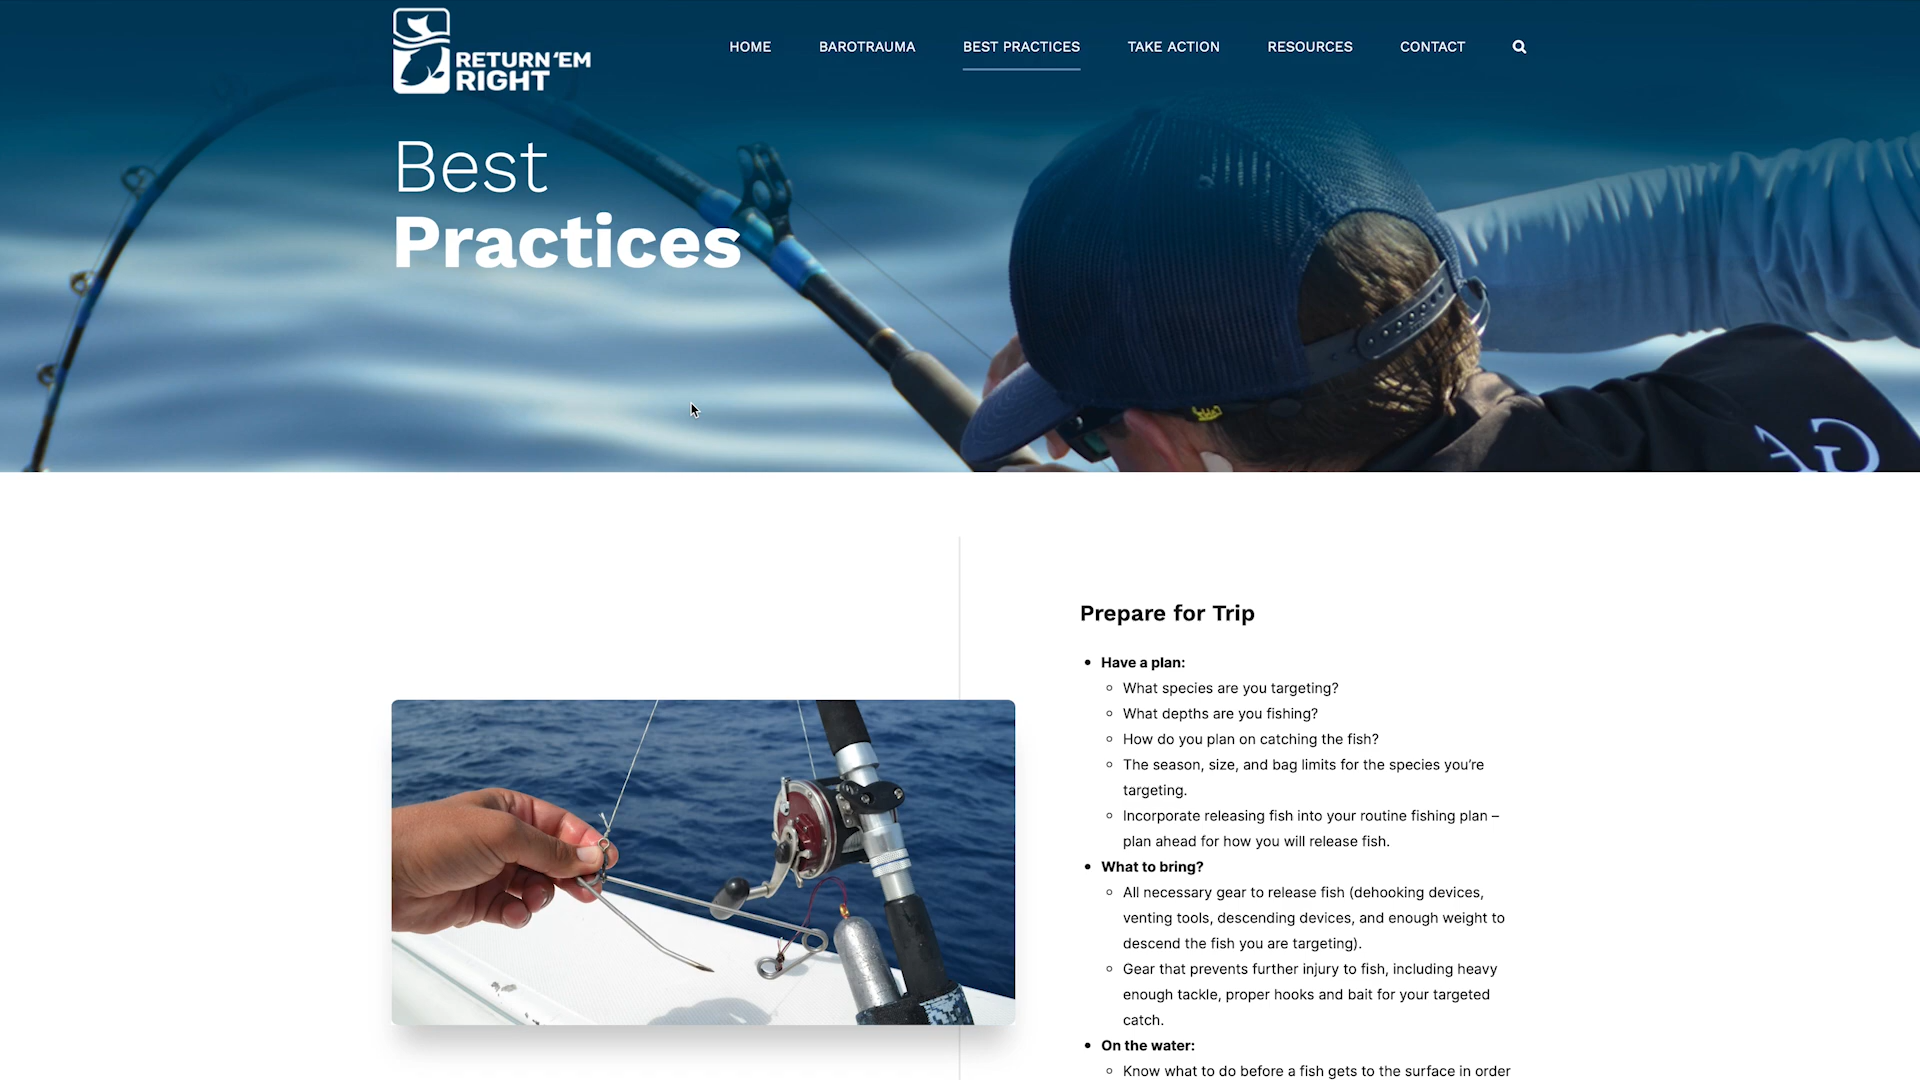 RETURN 'EM
RIGHT
HOME
BAROTRAUMA
BEST PRACTICES
TAKE ACTION
RESOURCES
CONTACT
Best
Practices
Prepare for Trip
Have a plan:
What species are you targeting?
What depths are you fishing?
How do you plan on catching the fish?
The season, size, and bag limits for the species you're
targeting.
Incorporate releasing fish into your routine fishing plan –
plan ahead for how you will release fish.
What to bring?
All necessary gear to release fish (dehooking devices,
venting tools, descending devices, and enough weight to
descend the fish you are targeting).
Gear that prevents further injury to fish, including heavy
enough tackle, proper hooks and bait for your targeted
catch.
On the water:
Know what to do before a fish gets to the surface in order